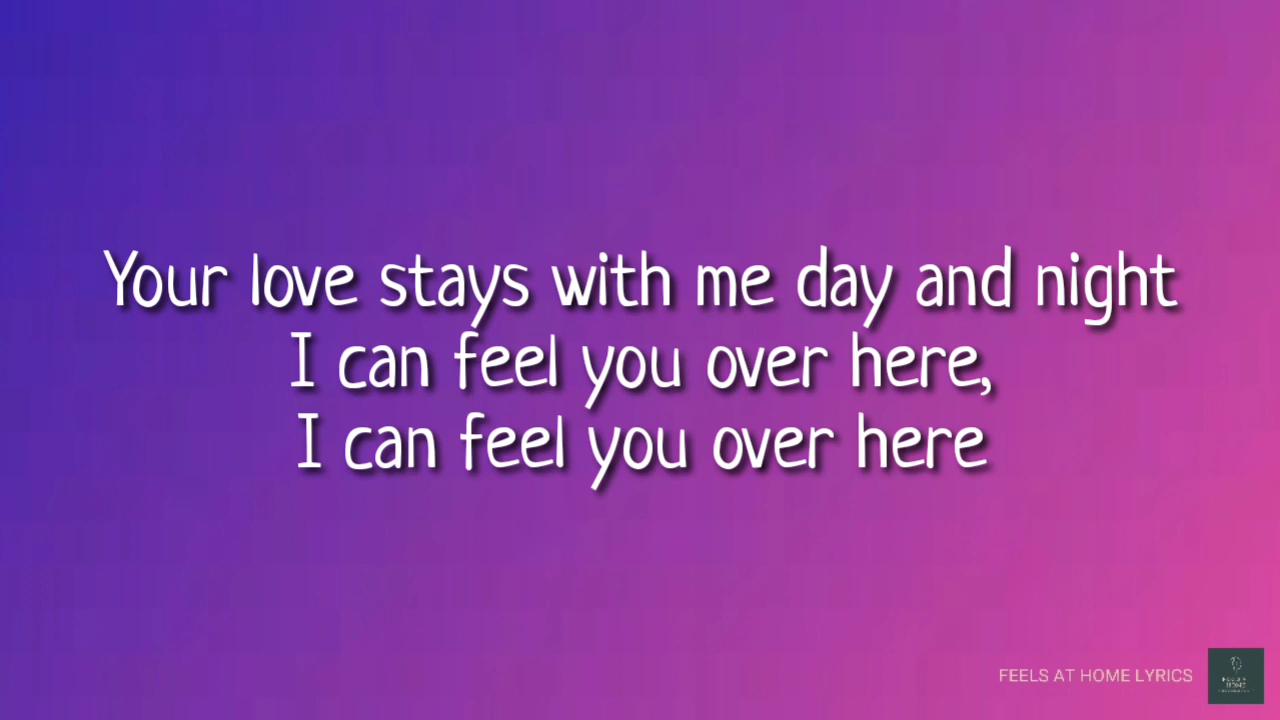 Your love stays with me day and night
I can feel you over here,
I can feel you over here
FEELS AT HOME LYRICS